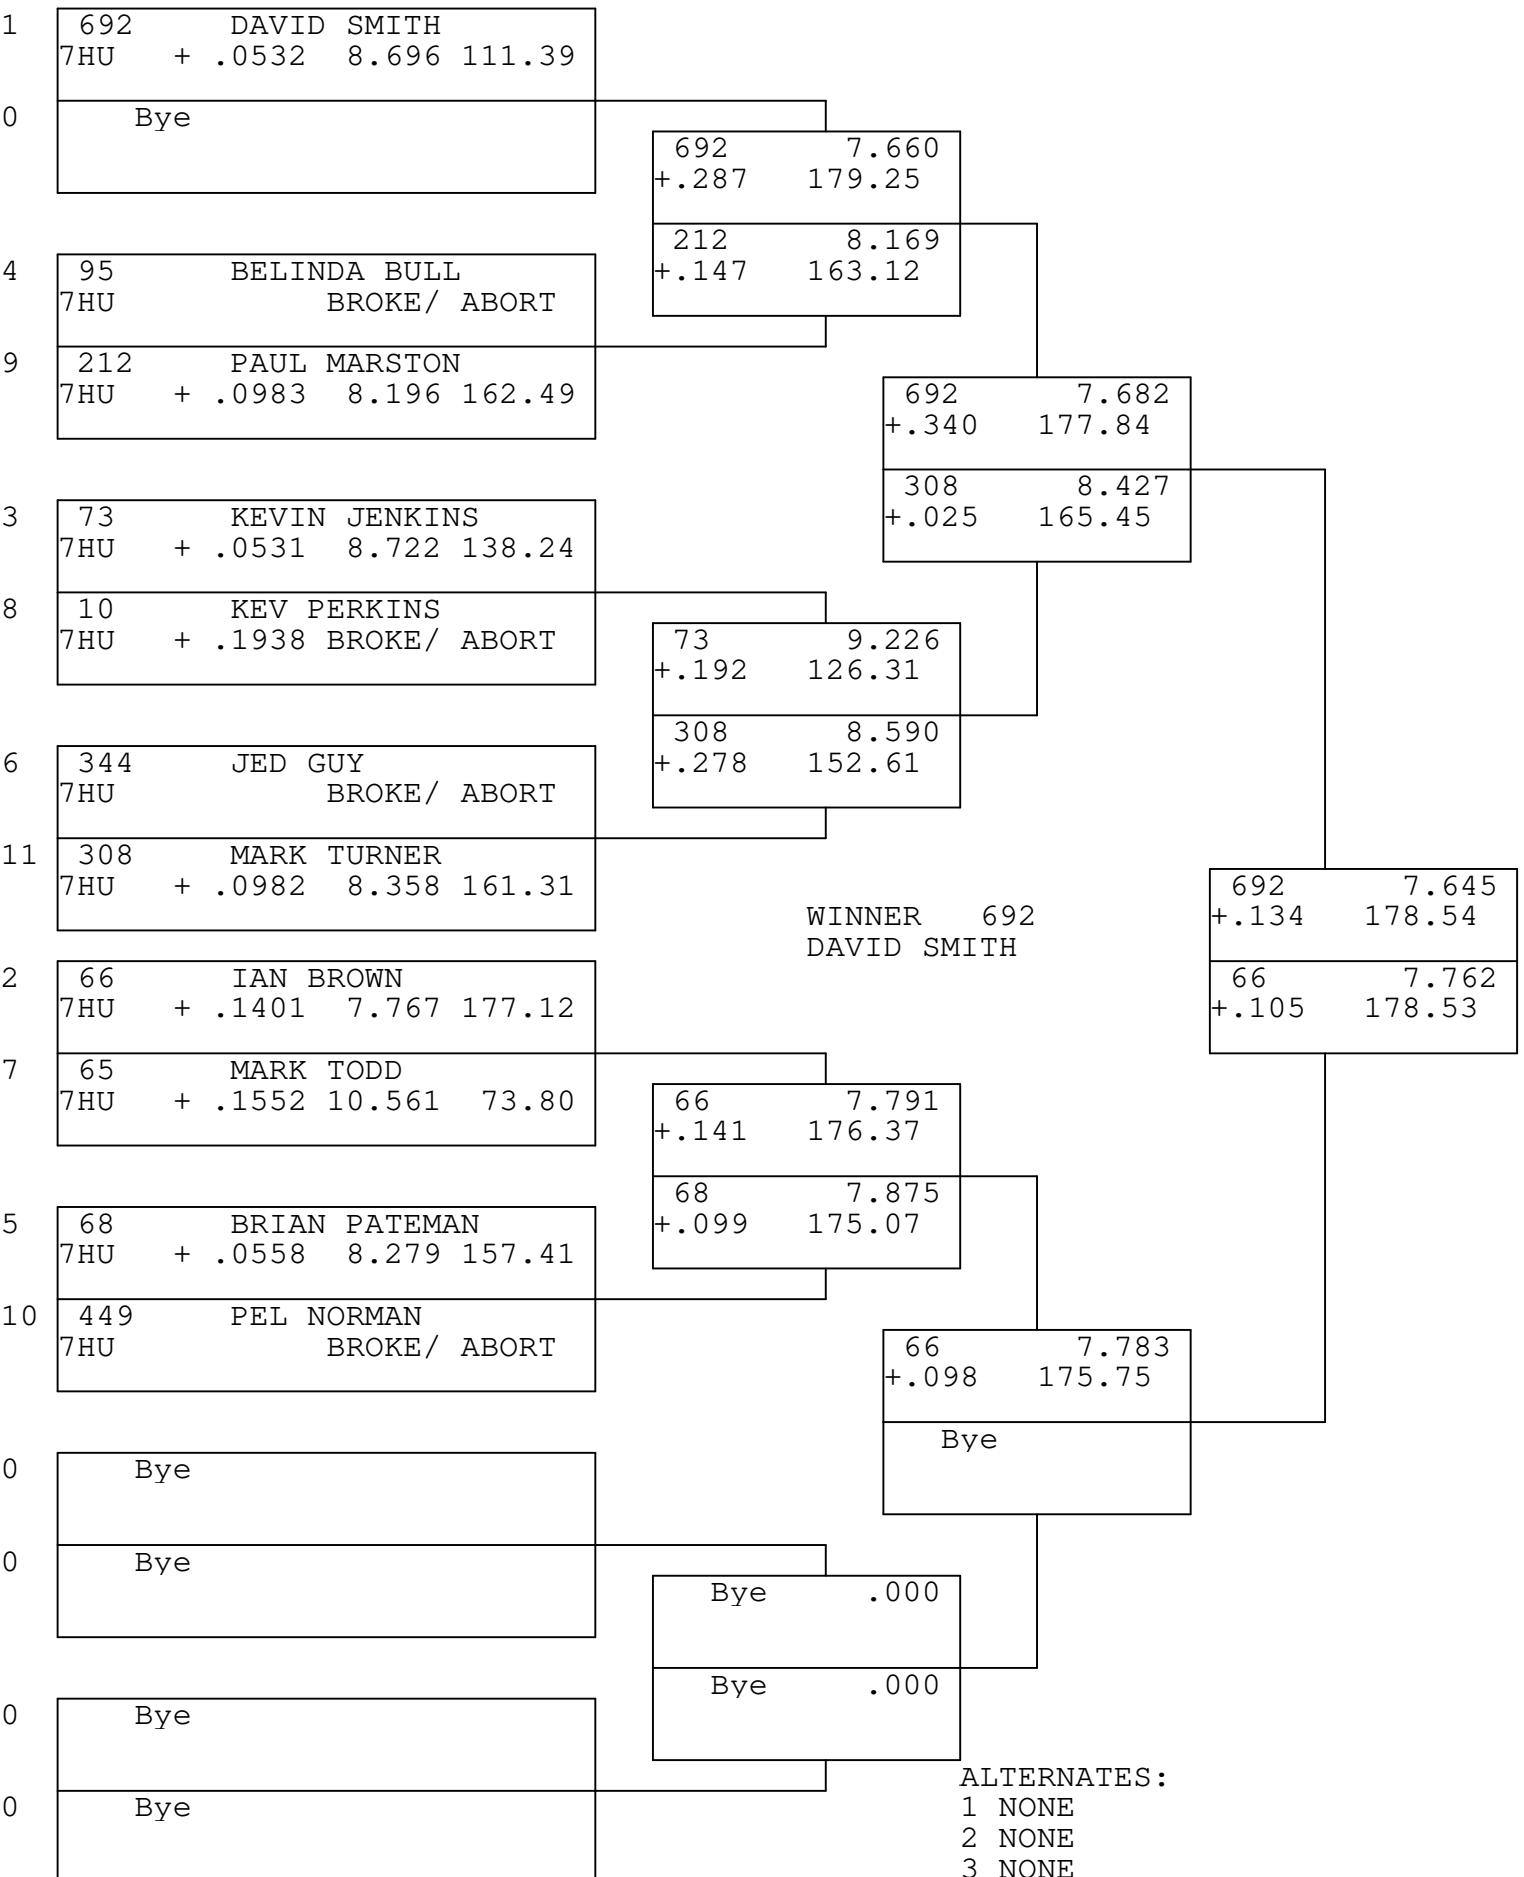 1 692 DAVID SMITH
7HU + .0532 8.696 111.39
0 Bye
692 7.660
+.287 179.25
212 8.169
+.147 163.12
4 95 BELINDA BULL
7HU BROKE/ ABORT
9 212 PAUL MARSTON
7HU + .0983 8.196 162.49
692 7.682
+.340 177.84
308 8.427
+.025 165.45
3 73 KEVIN JENKINS
7HU + .0531 8.722 138.24
8 10 KEV PERKINS
7HU + .1938 BROKE/ ABORT
73 9.226
+.192 126.31
308 8.590
+.278 152.61
6 344 JED GUY
7HU BROKE/ ABORT
11 308 MARK TURNER
7HU + .0982 8.358 161.31
WINNER 692
DAVID SMITH
692 7.645
+.134 178.54
66 7.762
+.105 178.53
2 66 IAN BROWN
7HU + .1401 7.767 177.12
7 65 MARK TODD
7HU + .1552 10.561 73.80
66 7.791
+.141 176.37
68 7.875
+.099 175.07
5 68 BRIAN PATEMAN
7HU + .0558 8.279 157.41
10 449 PEL NORMAN
7HU BROKE/ ABORT
66 7.783
+.098 175.75
Bye
0 Bye
0 Bye
Bye .000
Bye .000
0 Bye
0 Bye
ALTERNATES:
1 NONE
2 NONE
3 NONE